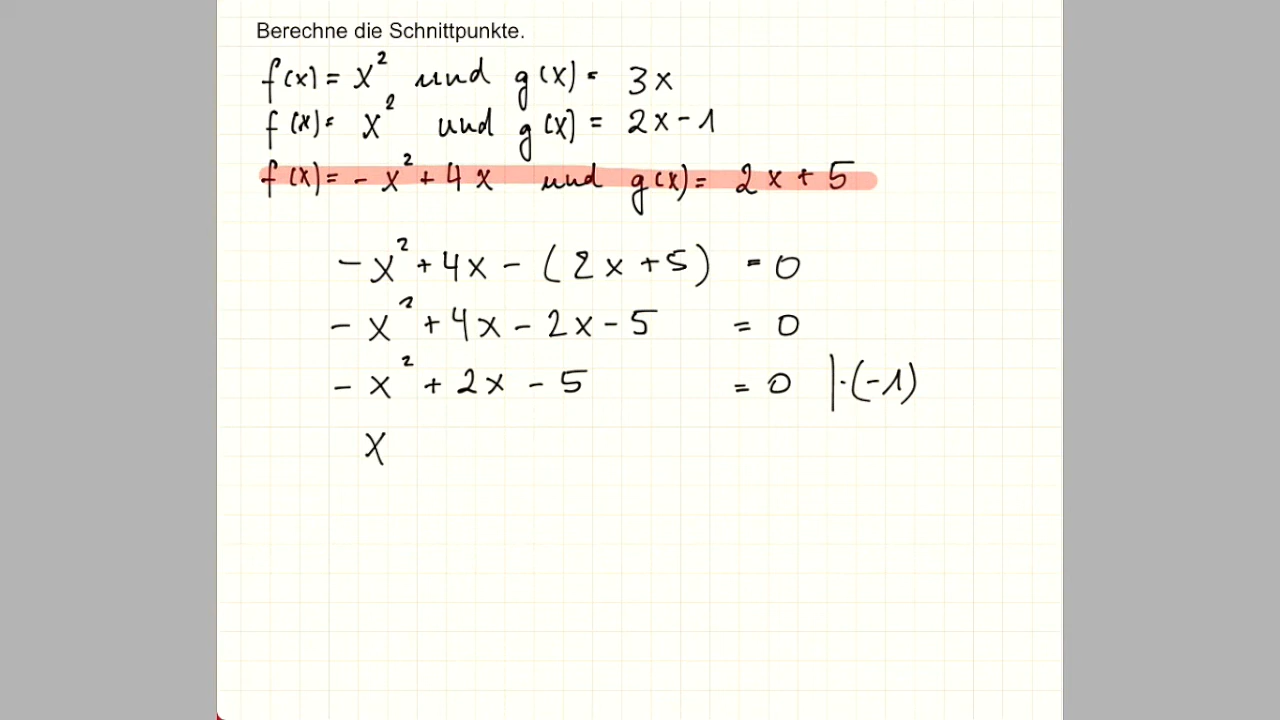 Berechne die Schnittpunkte.
f(x) = x² und g(x) = 3x
f(x) = x² und g(x) = 2x - 1
f(x) = - x² + 4x und g(x) = 2x + 5
- x² + 4x - (2x + 5) = 0
- x² + 4x - 2x - 5 = 0
- x² + 2x - 5 = 0 | · (-1)
x